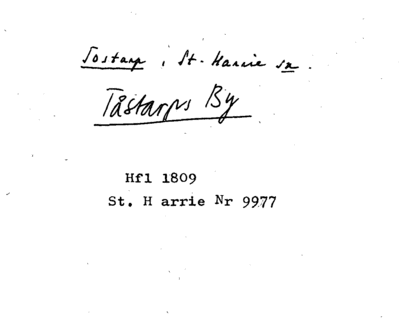 Tostarp, St. Harrie sn.
Tåstarps By
Hfl 1809
St. H arrie Nr 9977